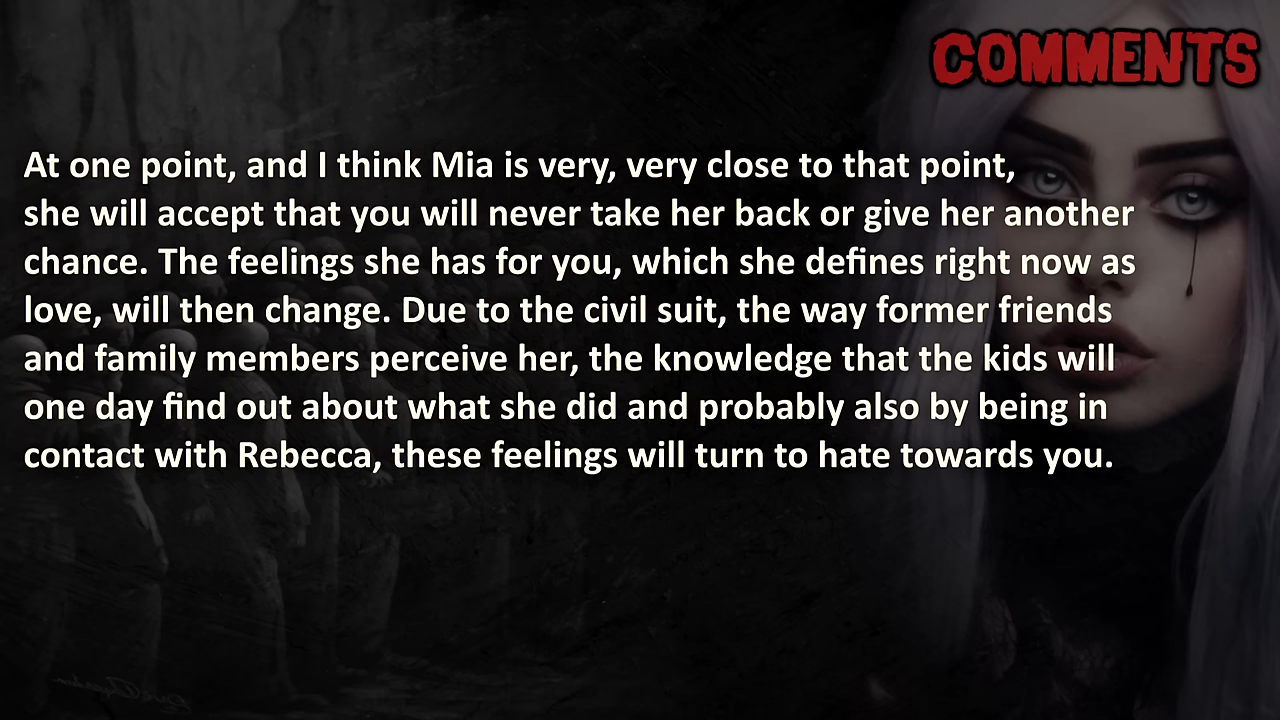 COMMENTS
At one point, and I think Mia is very, very close to that point,
she will accept that you will never take her back or give her another
chance. The feelings she has for you, which she defines right now as
love, will then change. Due to the civil suit, the way former friends
and family members perceive her, the knowledge that the kids will
one day find out about what she did and probably also by being in
contact with Rebecca, these feelings will turn to hate towards you.